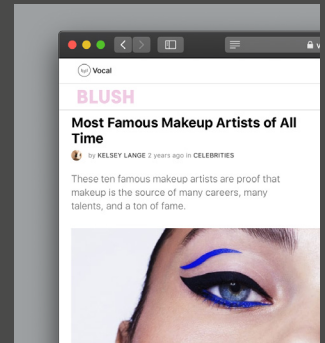 Vocal
BLUSH
Most Famous Makeup Artists of All
Time
by KELSEY LANGE 2 years ago in CELEBRITIES
These ten famous makeup artists are proof that
makeup is the source of many careers, many
talents, and a ton of fame.